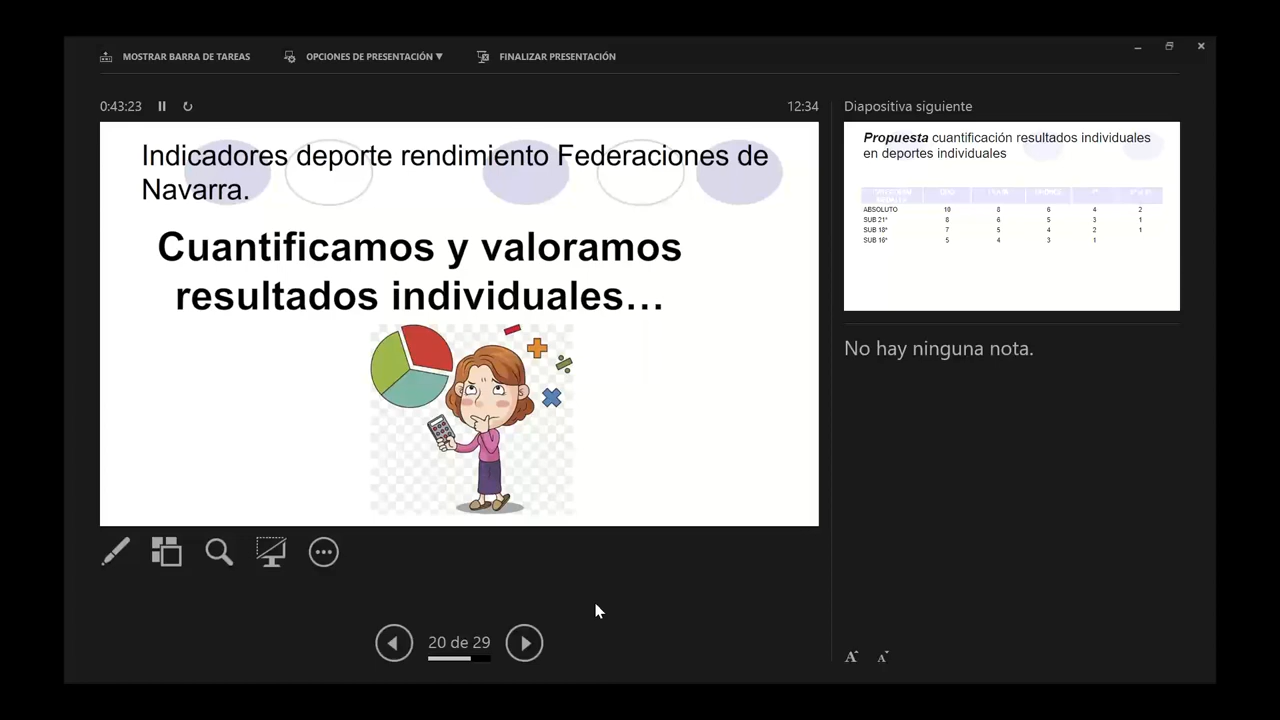 MOSTRAR BARRA DE TAREAS
OPCIONES DE PRESENTACIÓN ▼
FINALIZAR PRESENTACIÓN
0:43:23
12:34
Indicadores deporte rendimiento Federaciones de
Navarra.
Cuantificamos y valoramos
resultados individuales…
20 de 29
Diapositiva siguiente
Propuesta cuantificación resultados individuales
en deportes individuales
ABSOLUTO 10 8 6 4 2
SUB 21* 8 6 5 3 1
SUB 18* 7 5 4 2 1
SUB 16* 5 4 3 1
No hay ninguna nota.
A A